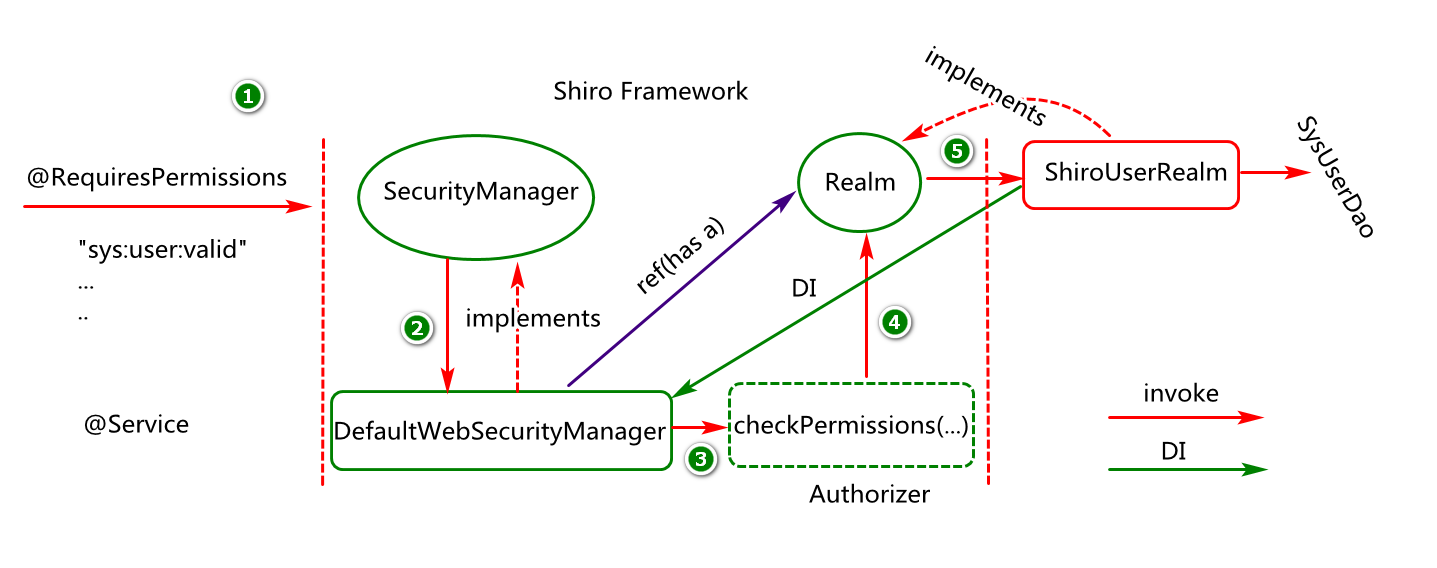 Shiro Framework
implements
1
@RequiresPermissions
"sys:user:valid"
...
..
@Service
SecurityManager
2
implements
DefaultWebSecurityManager
3
ref(has a)
Realm
DI
4
checkPermissions(...)
Authorizer
5
ShiroUserRealm
SysUserDao
invoke
DI